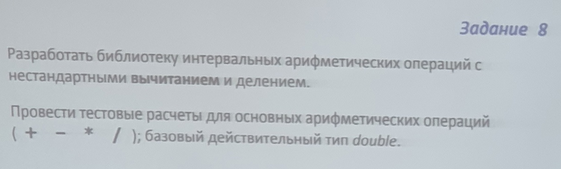 Задание 8
Разработать библиотеку интервальных арифметических операций с
нестандартными вычитанием и делением.
Провести тестовые расчеты для основных арифметических операций
( + - * / ); базовый действительный тип double.